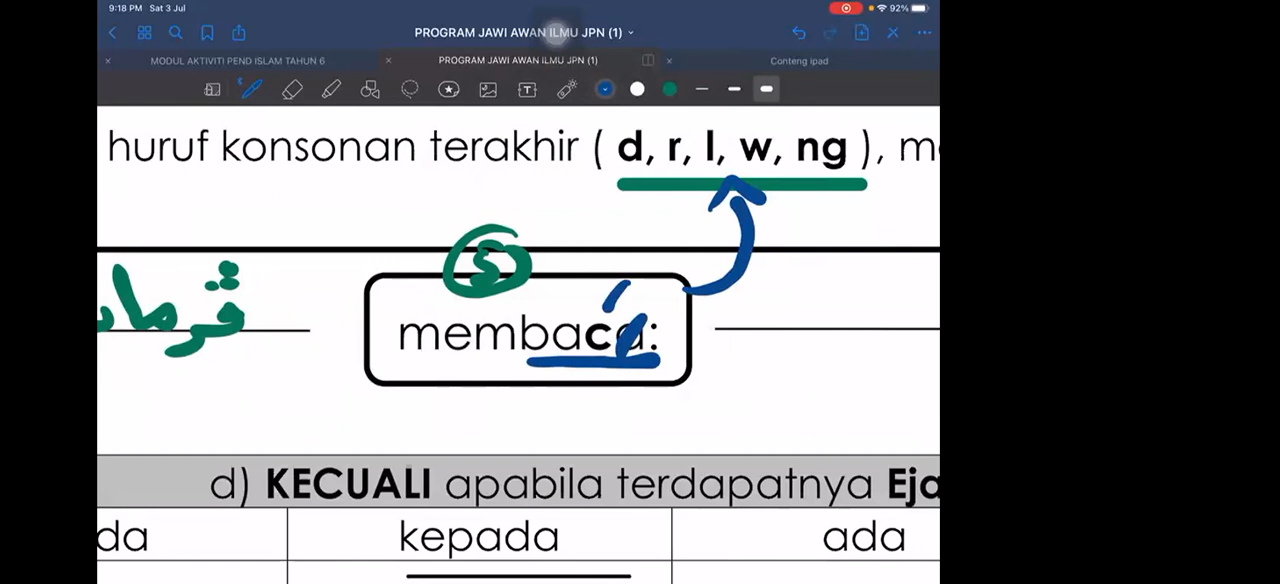 9:18 PM Sat 3 Jul
92%
PROGRAM JAWI AWAN ILMU JPN (1)
MODUL AKTIVITI PEND ISLAM TAHUN 6
PROGRAM JAWI AWAN ILMU JPN (1)
Conteng ipad
huruf konsonan terakhir ( d, r, l, w, ng ), m
5
membaca:
d) KECUALI apabila terdapatnya Eja
da kepada ada